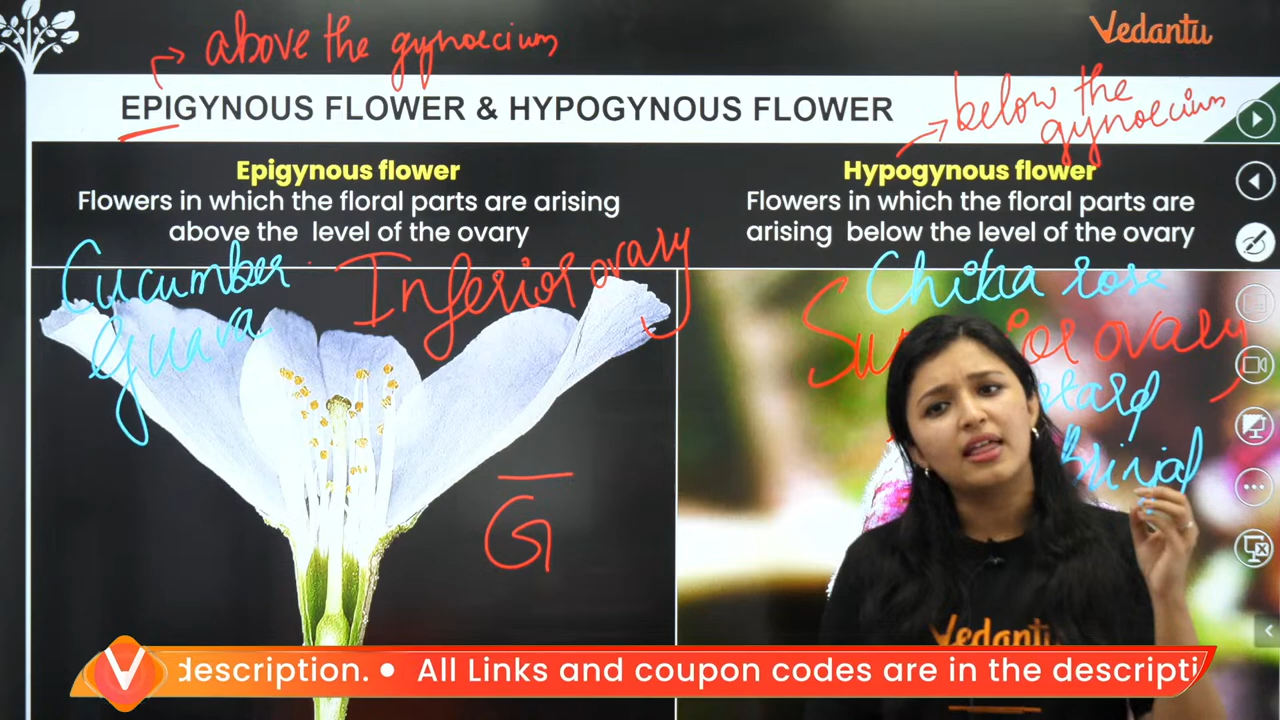 → above the gynoecium
Vedantu
EPIGYNOUS FLOWER & HYPOGYNOUS FLOWER
→ below the
gynoecium
Epigynous flower
Flowers in which the floral parts are arising
above the level of the ovary
Hypogynous flower
Flowers in which the floral parts are
arising below the level of the ovary
Cucumber
Guava
Inferior ovary
G
China rose
ovary
Brinjal
Vedantu
description. • All Links and coupon codes are in the descripti